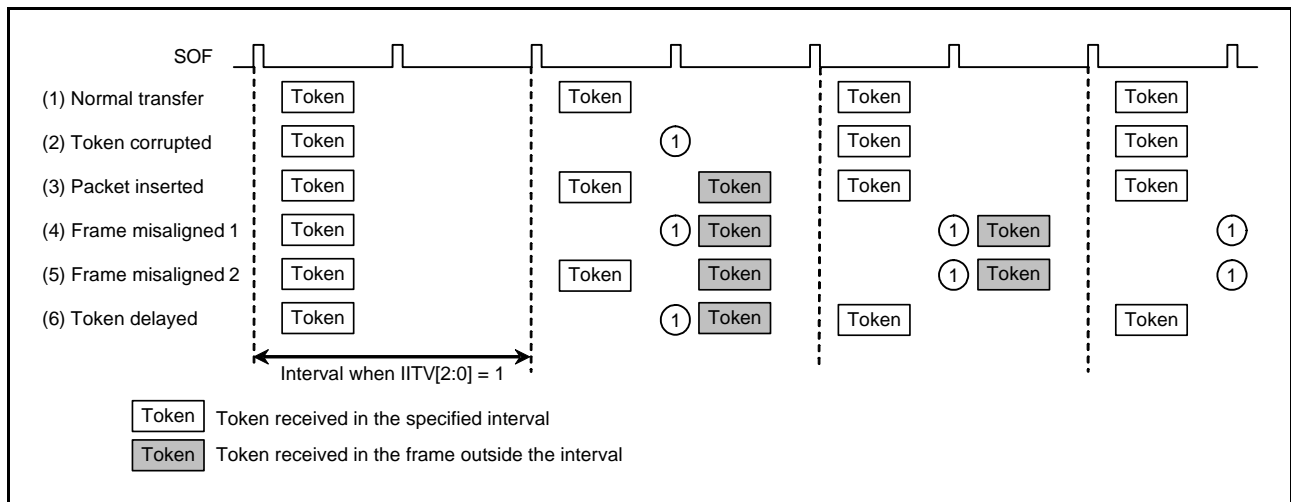 SOF
(1) Normal transfer Token Token Token Token
(2) Token corrupted Token 1 Token Token
(3) Packet inserted Token Token Token Token Token
(4) Frame misaligned 1 Token 1 Token 1 Token 1
(5) Frame misaligned 2 Token Token Token 1 Token 1
(6) Token delayed Token 1 Token Token Token
Interval when IITV[2:0] = 1
Token Token received in the specified interval
Token Token received in the frame outside the interval